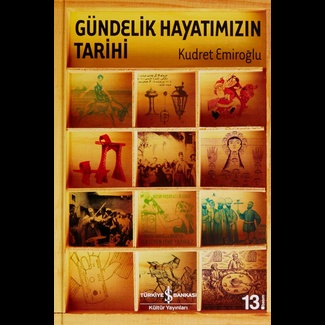 GÜNDELİK HAYATIMIZIN
TARİHİ
Kudret Emiroğlu
TÜRKİYE İŞ BANKASI
Kültür Yayınları
13